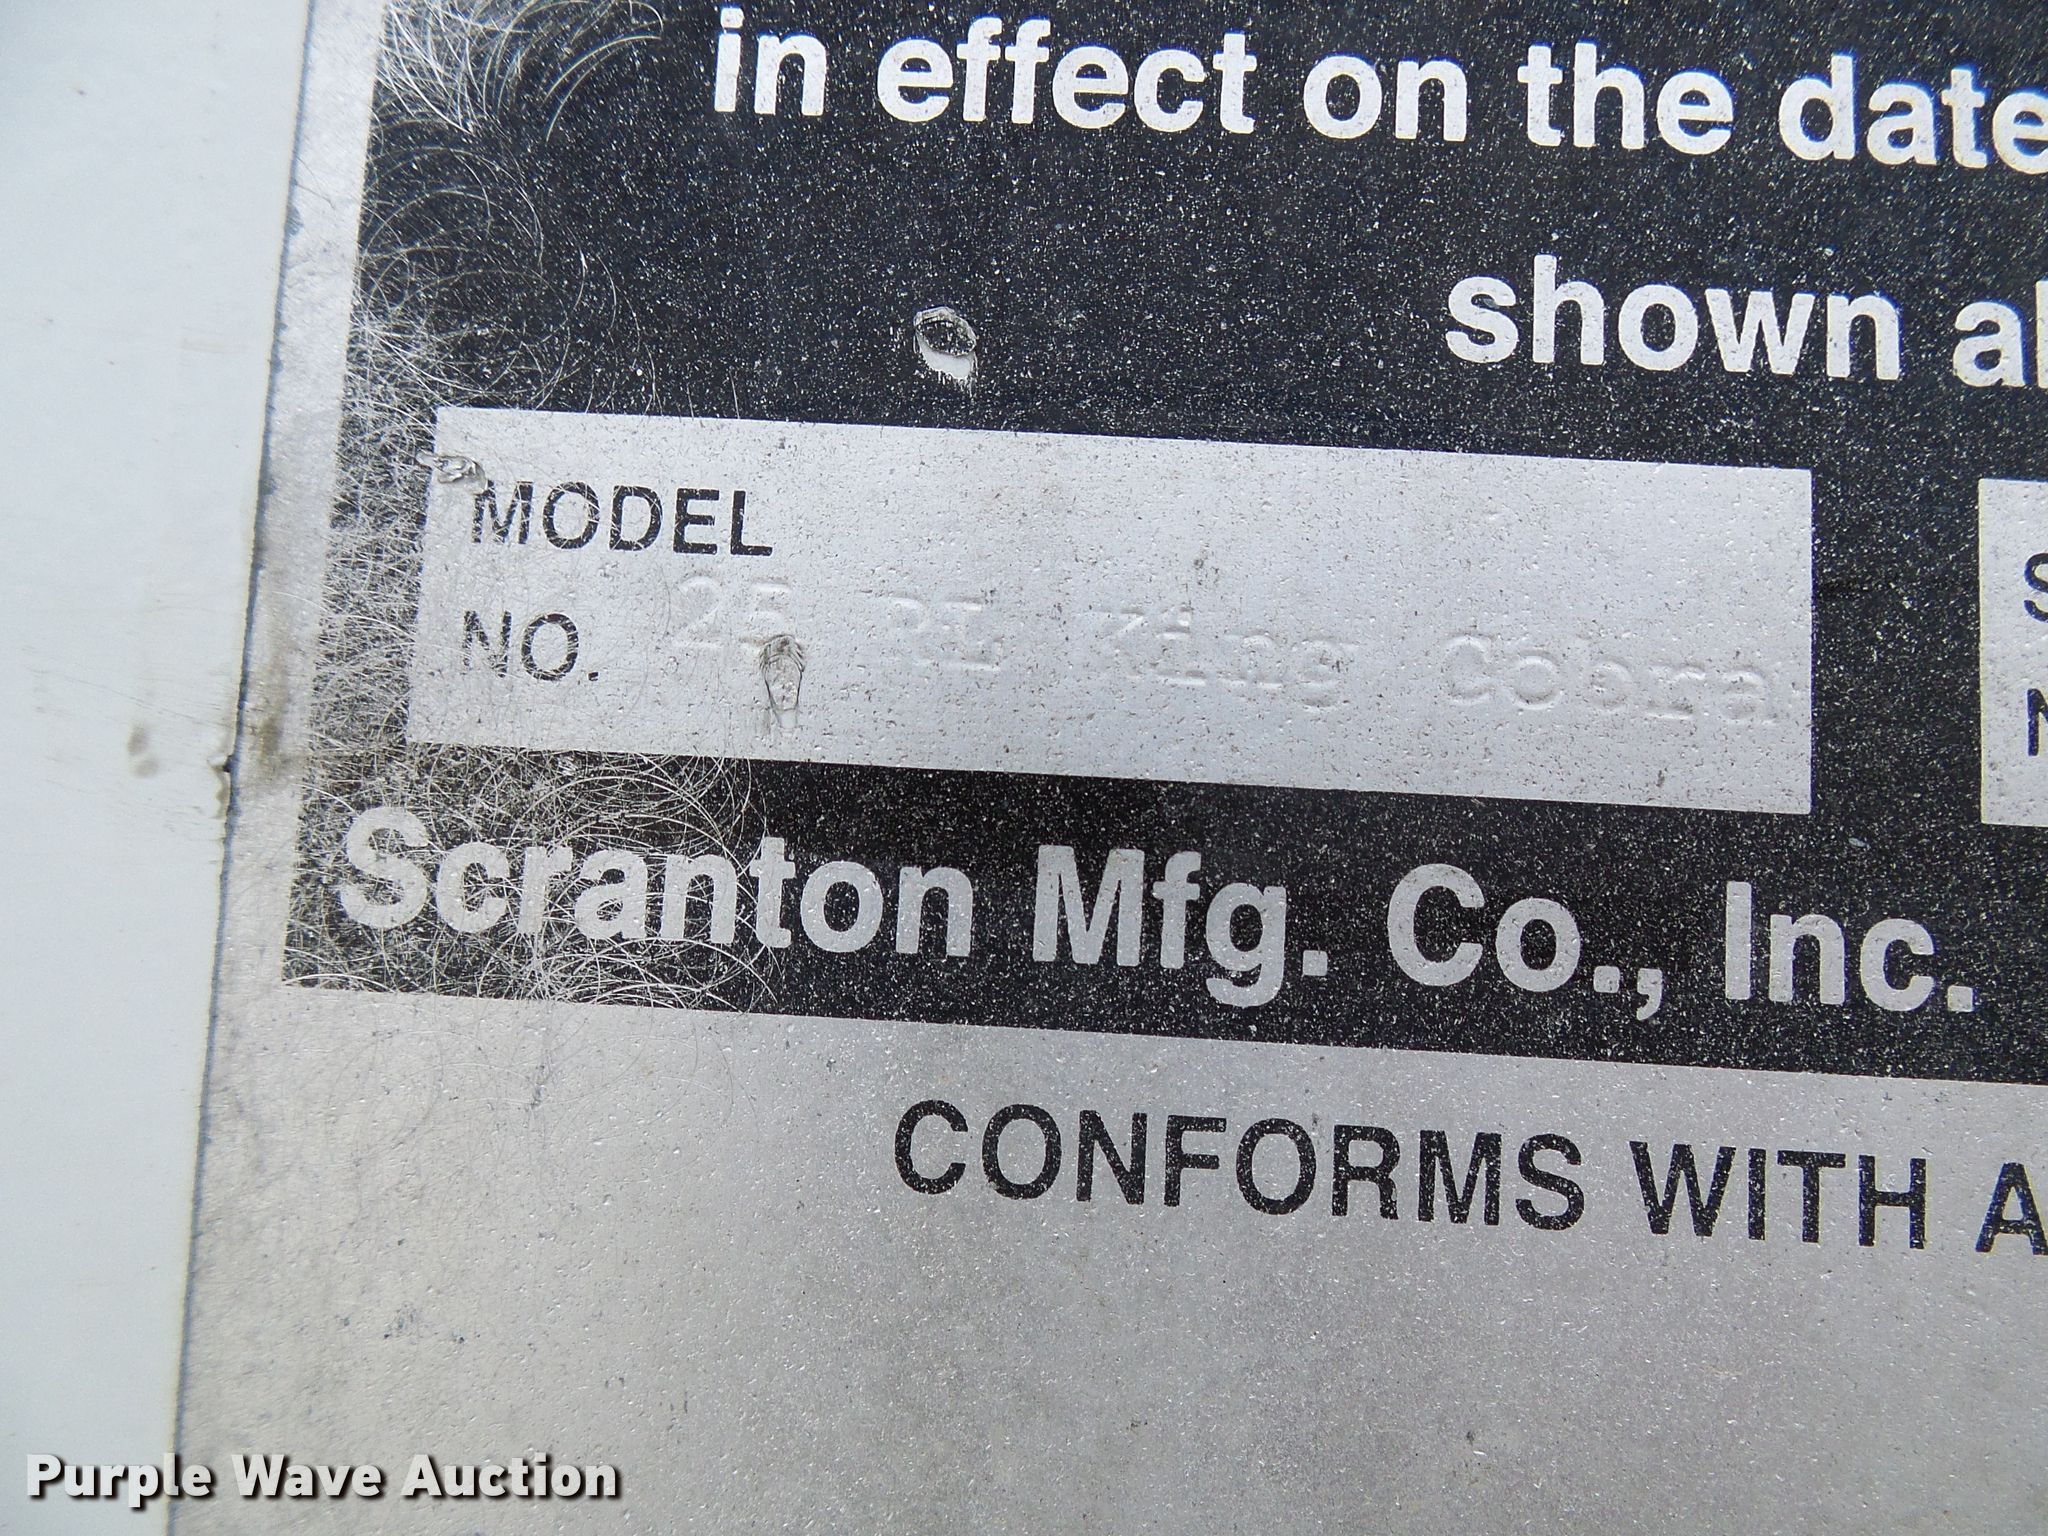 in effect on the date
shown a
MODEL
NO. 25 RL King Cobra
Scranton Mfg. Co., Inc.
CONFORMS WITH A
Purple Wave Auction